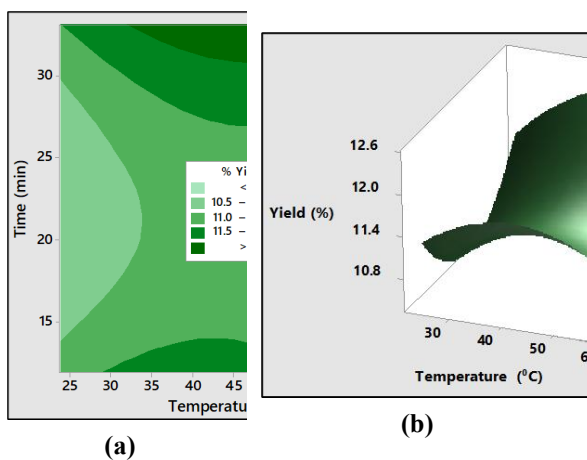 30
25
20
15
Time (min)
% Yi
<
10.5 –
11.0 –
11.5 –
>
25 30 35 40 45
Temperatu
(a)
12.6
12.0
11.4
10.8
Yield (%)
30 40 50 6
Temperature (⁰C)
(b)